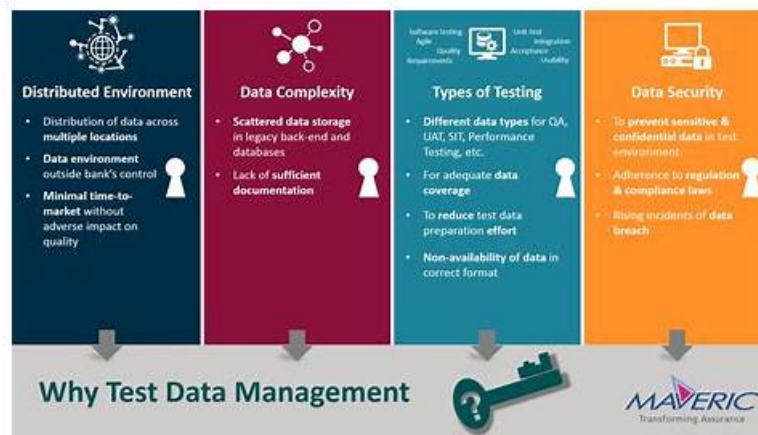 Software Testing
Agile
Quality
Requirements
Unit test
Integration
Acceptance
Usability
Distributed Environment
• Distribution of data across
multiple locations
• Data environment
outside bank's control
• Minimal time-to-
market without
adverse impact on
quality
Data Complexity
• Scattered data storage
in legacy back-end and
databases
• Lack of sufficient
documentation
Types of Testing
• Different data types for QA,
UAT, SIT, Performance
Testing, etc.
• For adequate data
coverage
• To reduce test data
preparation effort
• Non-availability of data in
correct format
Data Security
• To prevent sensitive &
confidential data in test
environment
• Adherence to regulation
& compliance laws
• Rising incidents of data
breach
Why Test Data Management
?
MAVERIC
Transforming Assurance